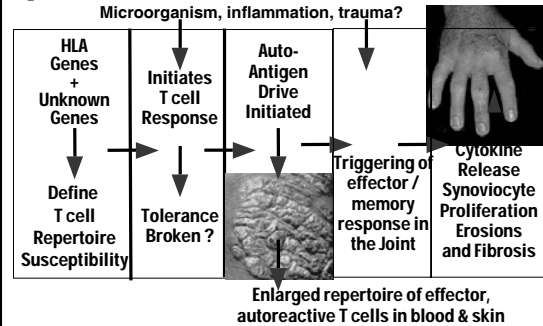 Microorganism, inflammation, trauma?
HLA
Genes
+
Unknown
Genes
Define
T cell
Repertoire
Susceptibility
Initiates
T cell
Response
Tolerance
Broken ?
Auto-
Antigen
Drive
Initiated
Triggering of
effector /
memory
response in
the Joint
Cytokine
Release
Synoviocyte
Proliferation
Erosions
and Fibrosis
Enlarged repertoire of effector,
autoreactive T cells in blood & skin